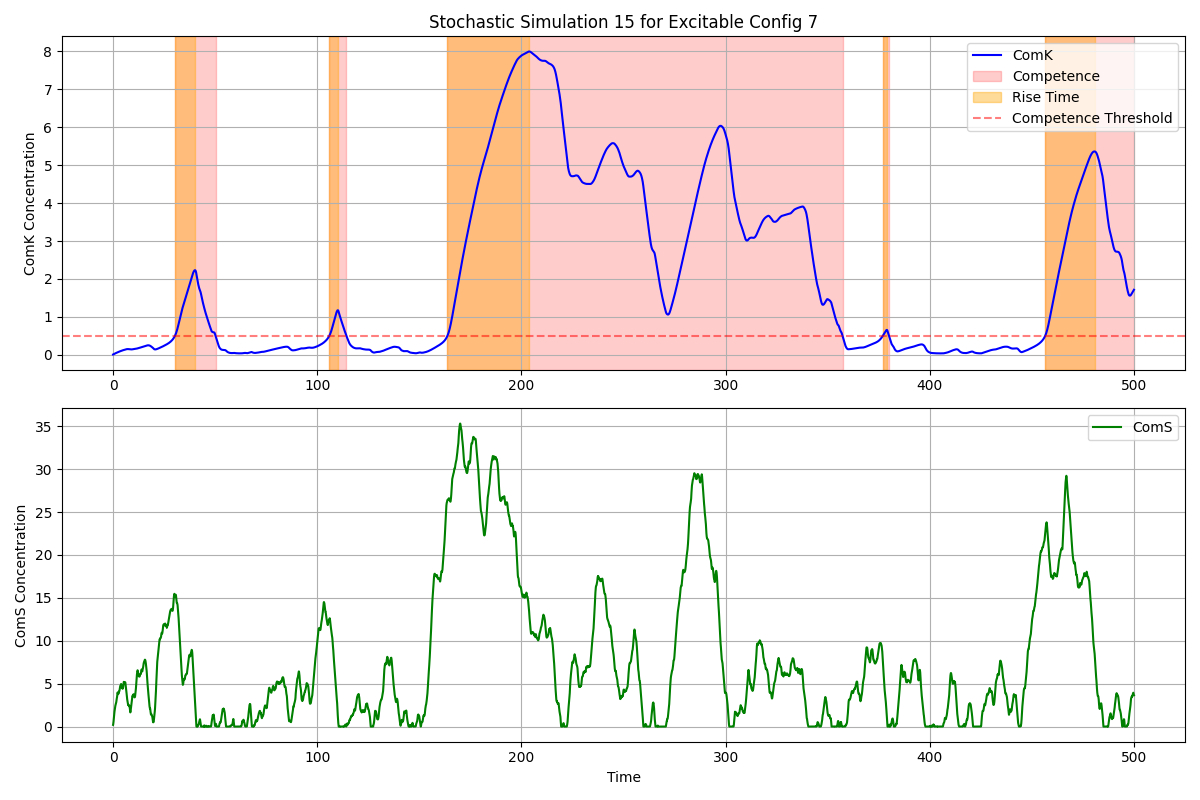 Stochastic Simulation 15 for Excitable Config 7
ComK Concentration
8
7
6
5
4
3
2
1
0
ComK
Competence
Rise Time
Competence Threshold
0 100 200 300 400 500
ComS Concentration
35
30
25
20
15
10
5
0
ComS
0 100 200 300 400 500
Time